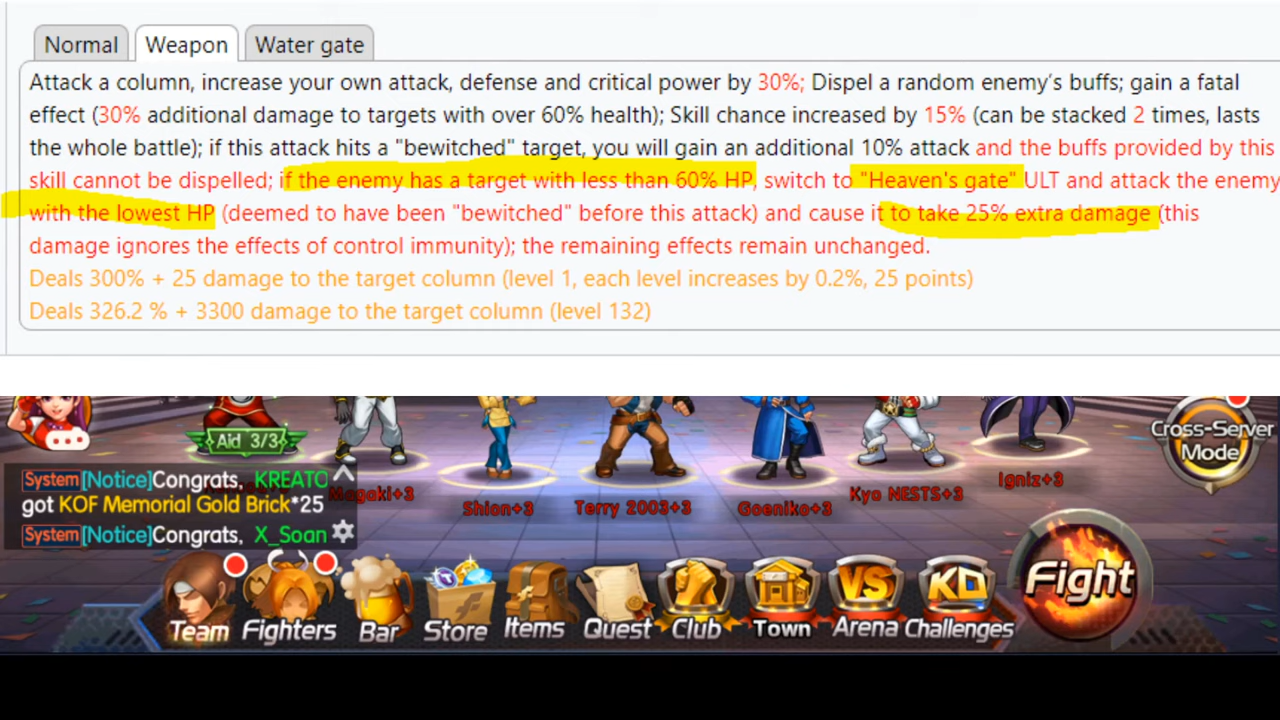 Normal Weapon Water gate
Attack a column, increase your own attack, defense and critical power by 30%; Dispel a random enemy's buffs; gain a fatal
effect (30% additional damage to targets with over 60% health); Skill chance increased by 15% (can be stacked 2 times, lasts
the whole battle); if this attack hits a "bewitched" target, you will gain an additional 10% attack and the buffs provided by this
skill cannot be dispelled; if the enemy has a target with less than 60% HP, switch to "Heaven's gate" ULT and attack the enemy
with the lowest HP (deemed to have been "bewitched" before this attack) and cause it to take 25% extra damage (this
damage ignores the effects of control immunity); the remaining effects remain unchanged.
Deals 300% + 25 damage to the target column (level 1, each level increases by 0.2%, 25 points)
Deals 326.2 % + 3300 damage to the target column (level 132)
Aid 3/3
Cross-Server
Mode
System [Notice]Congrats, KREATO
got KOF Memorial Gold Brick*25
System [Notice]Congrats, X_Soan
Magaki+3
Shion+3
Terry 2003+3
Goeniko+3
Kyo NESTS+3
Igniz+3
VS
KO
Fight
Team Fighters Bar Store Items Quest Club Town Arena Challenges